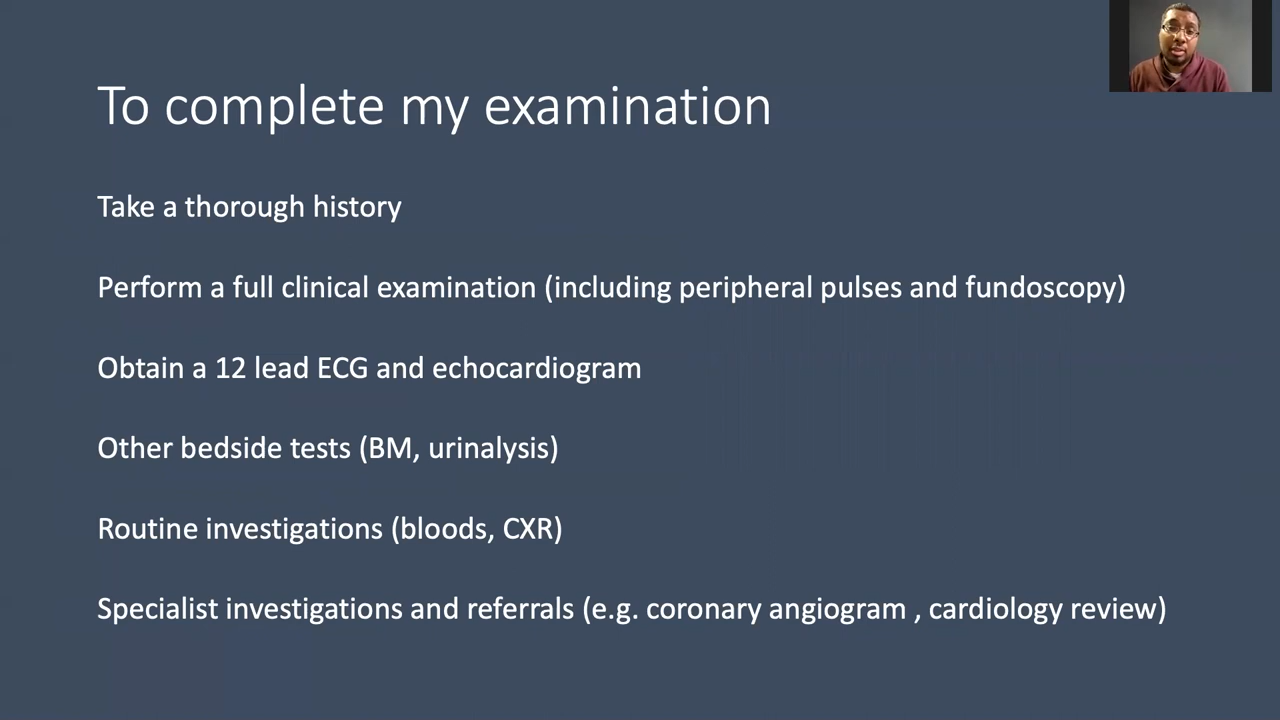 To complete my examination
Take a thorough history
Perform a full clinical examination (including peripheral pulses and fundoscopy)
Obtain a 12 lead ECG and echocardiogram
Other bedside tests (BM, urinalysis)
Routine investigations (bloods, CXR)
Specialist investigations and referrals (e.g. coronary angiogram , cardiology review)